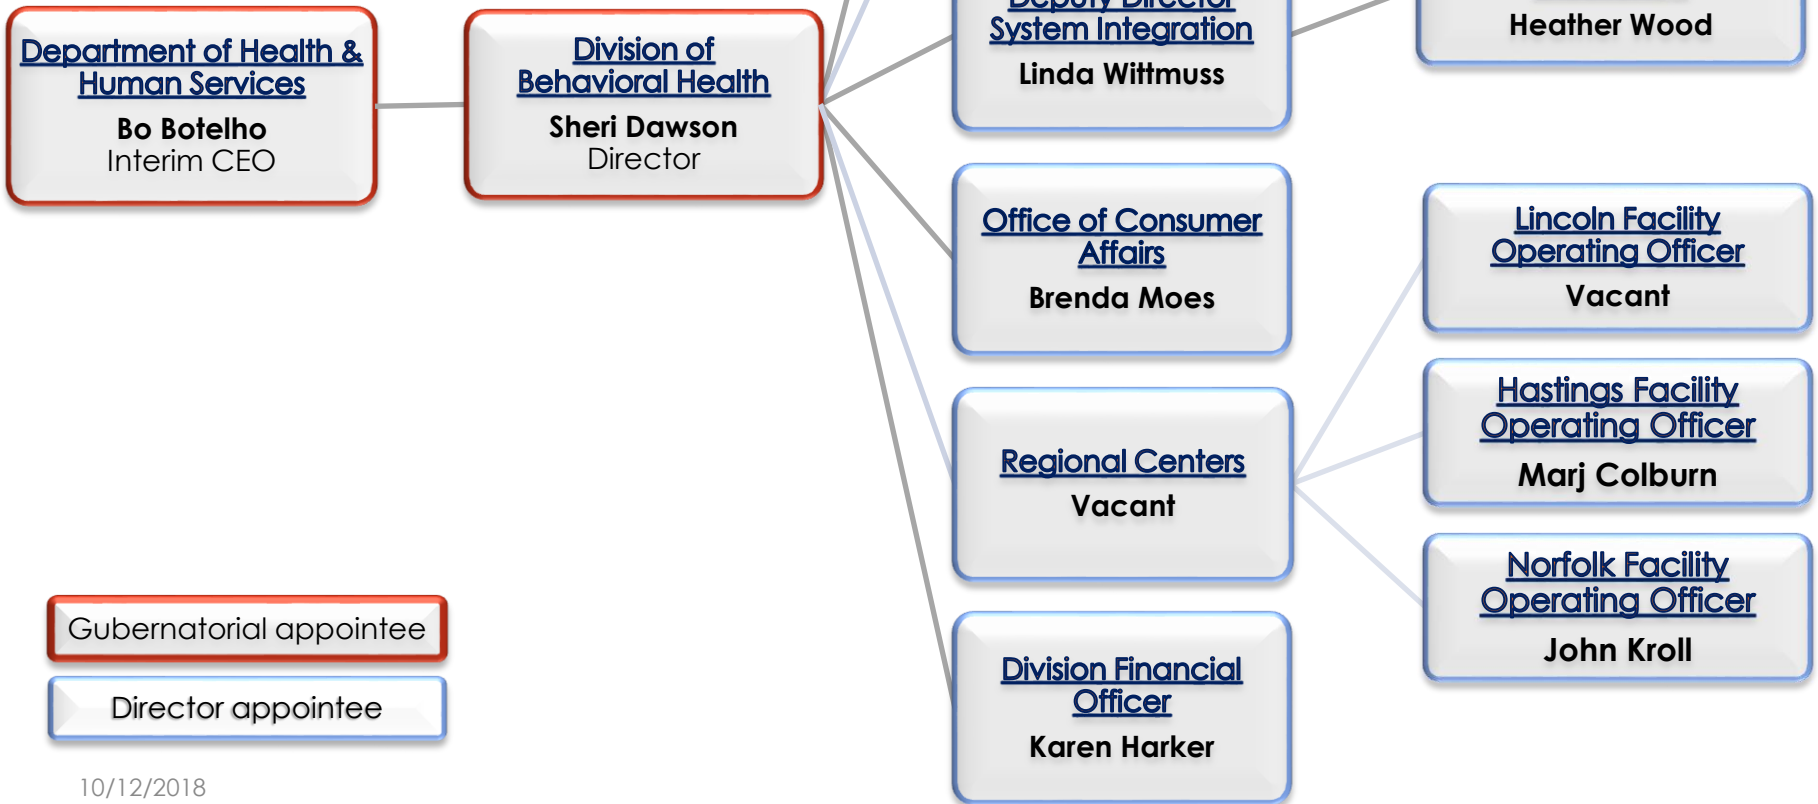 Department of Health &
Human Services
Bo Botelho
Interim CEO
Division of
Behavioral Health
Sheri Dawson
Director
Deputy Director
System Integration
Linda Wittmuss
Heather Wood
Office of Consumer
Affairs
Brenda Moes
Regional Centers
Vacant
Division Financial
Officer
Karen Harker
Lincoln Facility
Operating Officer
Vacant
Hastings Facility
Operating Officer
Marj Colburn
Norfolk Facility
Operating Officer
John Kroll
Gubernatorial appointee
Director appointee
10/12/2018